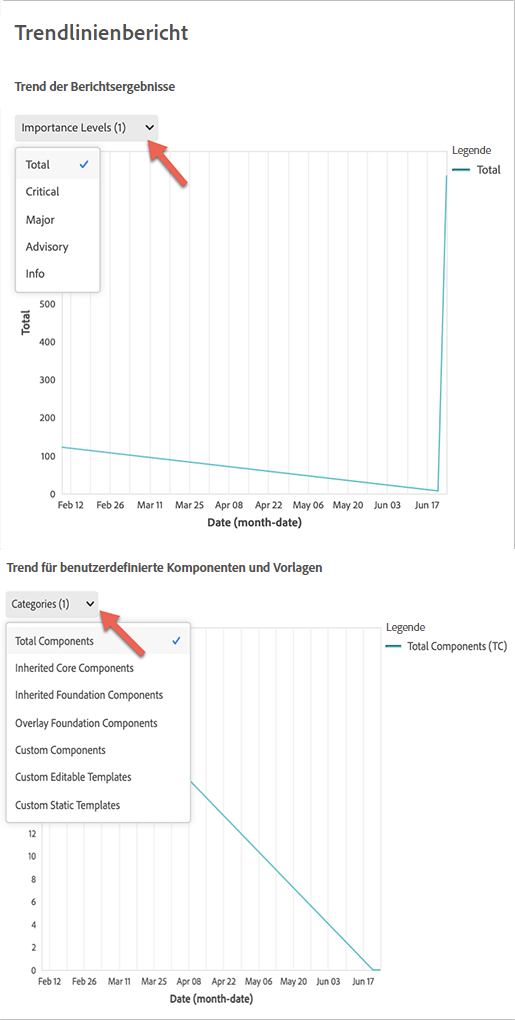 Trendlinienbericht
Trend der Berichtsergebnisse
Importance Levels (1)
Total
Critical
Major
Advisory
Info
Legende
Total
Total
500
400
300
200
100
0
Feb 12 Feb 26 Mar 11 Mar 25 Apr 08 Apr 22 May 06 May 20 Jun 03 Jun 17
Date (month-date)
Trend für benutzerdefinierte Komponenten und Vorlagen
Categories (1)
Total Components
Inherited Core Components
Inherited Foundation Components
Overlay Foundation Components
Custom Components
Custom Editable Templates
Custom Static Templates
Legende
Total Components (TC)
12
10
8
6
4
2
0
Feb 12 Feb 26 Mar 11 Mar 25 Apr 08 Apr 22 May 06 May 20 Jun 03 Jun 17
Date (month-date)